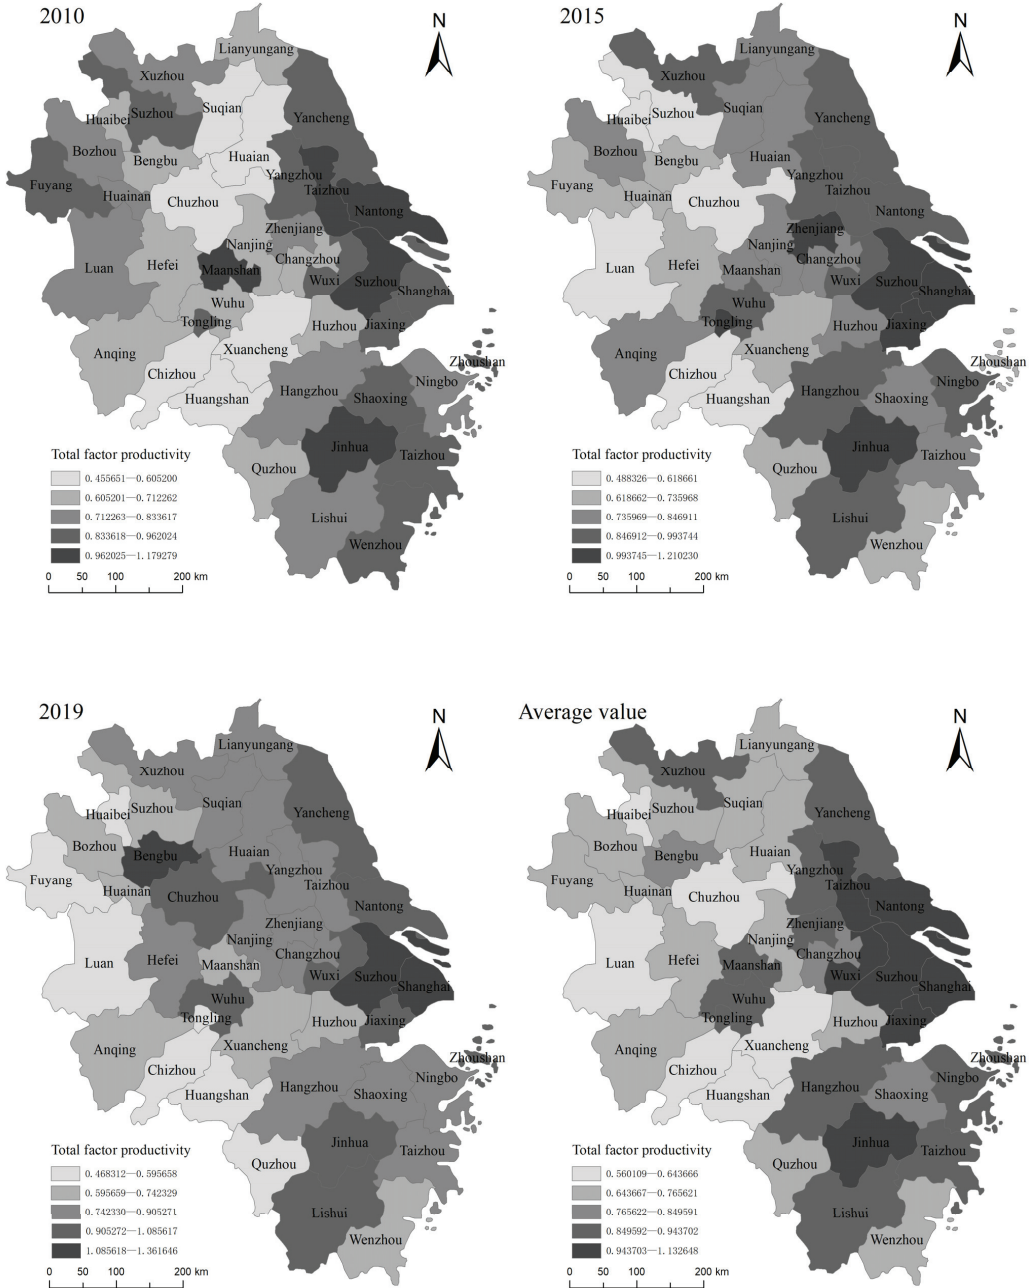 2010
N
Lianyungang
Xuzhou
Suqian
Suzhou
Huaibei
Yancheng
Bozhou
Bengbu
Huaian
Yangzhou
Fuyang
Huainan
Taizhou
Chuzhou
Nantong
Zhenjiang
Nanjing
Luan
Hefei
Maanshan
Changzhou
Wuxi
Suzhou
Shanghai
Wuhu
Tongling
Huzhou
Jiaxing
Anqing
Xuancheng
Chizhou
Zhoushan
Hangzhou
Ningbo
Huangshan
Shaoxing
Jinhua
Taizhou
Quzhou
Lishui
Wenzhou
Total factor productivity
0.455651—0.605200
0.605201—0.712262
0.712263—0.833617
0.833618—0.962024
0.962025—1.179279
0 50 100 200 km
2015
N
Lianyungang
Xuzhou
Suqian
Suzhou
Huaibei
Yancheng
Bozhou
Bengbu
Huaian
Yangzhou
Fuyang
Huainan
Taizhou
Chuzhou
Nantong
Zhenjiang
Nanjing
Luan
Hefei
Maanshan
Changzhou
Wuxi
Suzhou
Shanghai
Wuhu
Tongling
Huzhou
Jiaxing
Anqing
Xuancheng
Chizhou
Zhoushan
Hangzhou
Ningbo
Huangshan
Shaoxing
Jinhua
Taizhou
Quzhou
Lishui
Wenzhou
Total factor productivity
0.488326—0.618661
0.618662—0.735968
0.735969—0.846911
0.846912—0.993744
0.993745—1.210230
0 50 100 200 km
2019
N
Lianyungang
Xuzhou
Suqian
Suzhou
Huaibei
Yancheng
Bozhou
Bengbu
Huaian
Yangzhou
Fuyang
Huainan
Taizhou
Chuzhou
Nantong
Zhenjiang
Nanjing
Luan
Hefei
Maanshan
Changzhou
Wuxi
Suzhou
Shanghai
Wuhu
Tongling
Huzhou
Jiaxing
Anqing
Xuancheng
Chizhou
Zhoushan
Hangzhou
Ningbo
Huangshan
Shaoxing
Jinhua
Taizhou
Quzhou
Lishui
Wenzhou
Total factor productivity
0.468312—0.595658
0.595659—0.742329
0.742330—0.905271
0.905272—1.085617
1.085618—1.361646
0 50 100 200 km
Average value
N
Lianyungang
Xuzhou
Suqian
Suzhou
Huaibei
Yancheng
Bozhou
Bengbu
Huaian
Yangzhou
Fuyang
Huainan
Taizhou
Chuzhou
Nantong
Zhenjiang
Nanjing
Luan
Hefei
Maanshan
Changzhou
Wuxi
Suzhou
Shanghai
Wuhu
Tongling
Huzhou
Jiaxing
Anqing
Xuancheng
Chizhou
Zhoushan
Hangzhou
Ningbo
Huangshan
Shaoxing
Jinhua
Taizhou
Quzhou
Lishui
Wenzhou
Total factor productivity
0.560109—0.643666
0.643667—0.765621
0.765622—0.849591
0.849592—0.943702
0.943703—1.132648
0 50 100 200 km